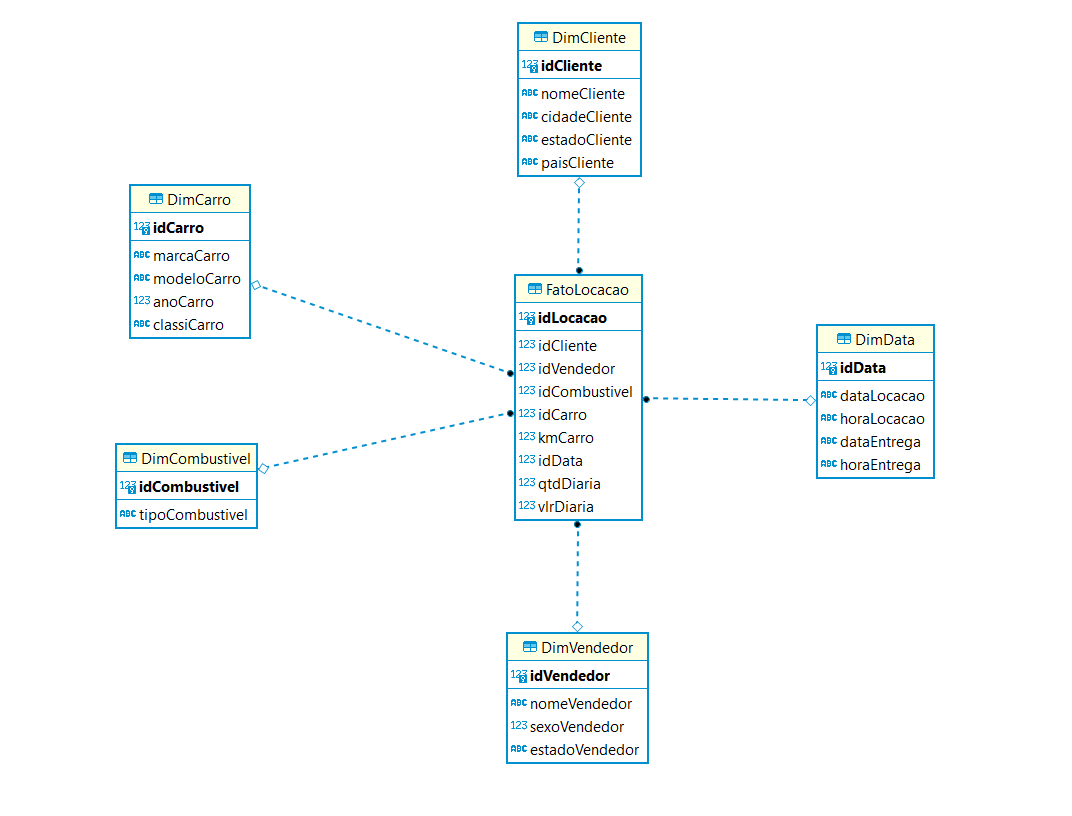 DimCliente
123 idCliente
ABC nomeCliente
ABC cidadeCliente
ABC estadoCliente
ABC paisCliente
DimCarro
123 idCarro
ABC marcaCarro
ABC modeloCarro
123 anoCarro
ABC classiCarro
FatoLocacao
123 idLocacao
123 idCliente
123 idVendedor
123 idCombustivel
123 idCarro
123 kmCarro
123 idData
123 qtdDiaria
123 vlrDiaria
DimData
123 idData
ABC dataLocacao
ABC horaLocacao
ABC dataEntrega
ABC horaEntrega
DimCombustivel
123 idCombustivel
ABC tipoCombustivel
DimVendedor
123 idVendedor
ABC nomeVendedor
123 sexoVendedor
ABC estadoVendedor